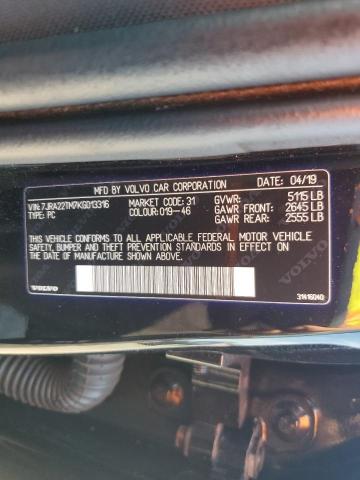 MFD BY VOLVO CAR CORPORATION DATE: 04/19
VIN: 7JRA22TM7KG013316 MARKET CODE: 31 GVWR: 5115 LB
TYPE: PC COLOUR: 019-46 GAWR FRONT: 2645 LB
GAWR REAR: 2555 LB
THIS VEHICLE CONFORMS TO ALL APPLICABLE FEDERAL MOTOR VEHICLE
SAFETY, BUMPER AND THEFT PREVENTION STANDARDS IN EFFECT ON
THE DATE OF MANUFACTURE SHOWN ABOVE.
VOLVO 31416040